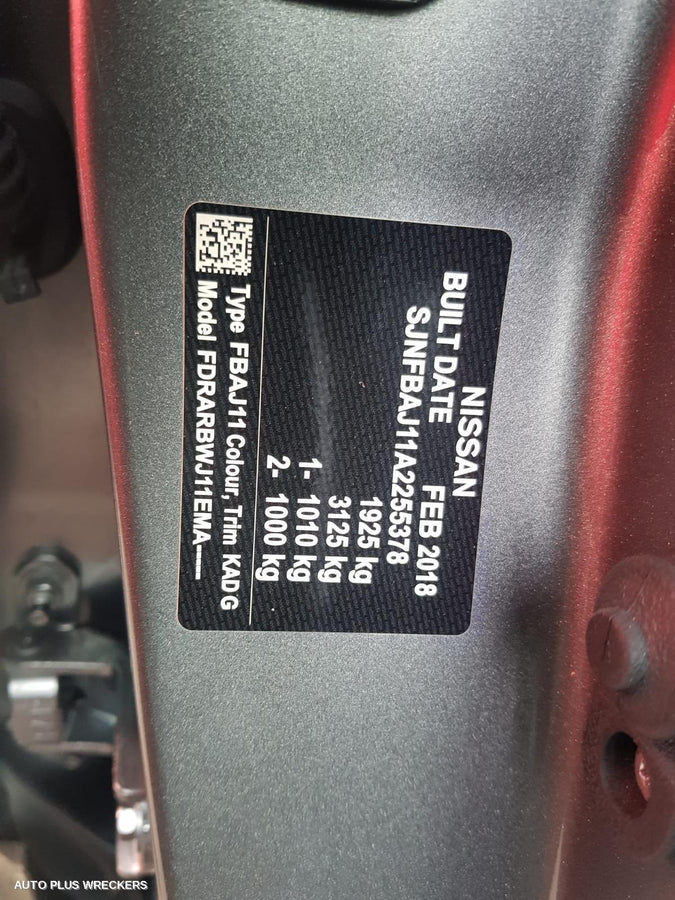 NISSAN
BUILT DATE FEB 2018
SJNFBAJ11A2255378
1925 kg
3125 kg
1- 1010 kg
2- 1000 kg
Type FBAJ11 Colour, Trim KAD G
Model FDRARBWJ11EMA----
AUTO PLUS WRECKERS